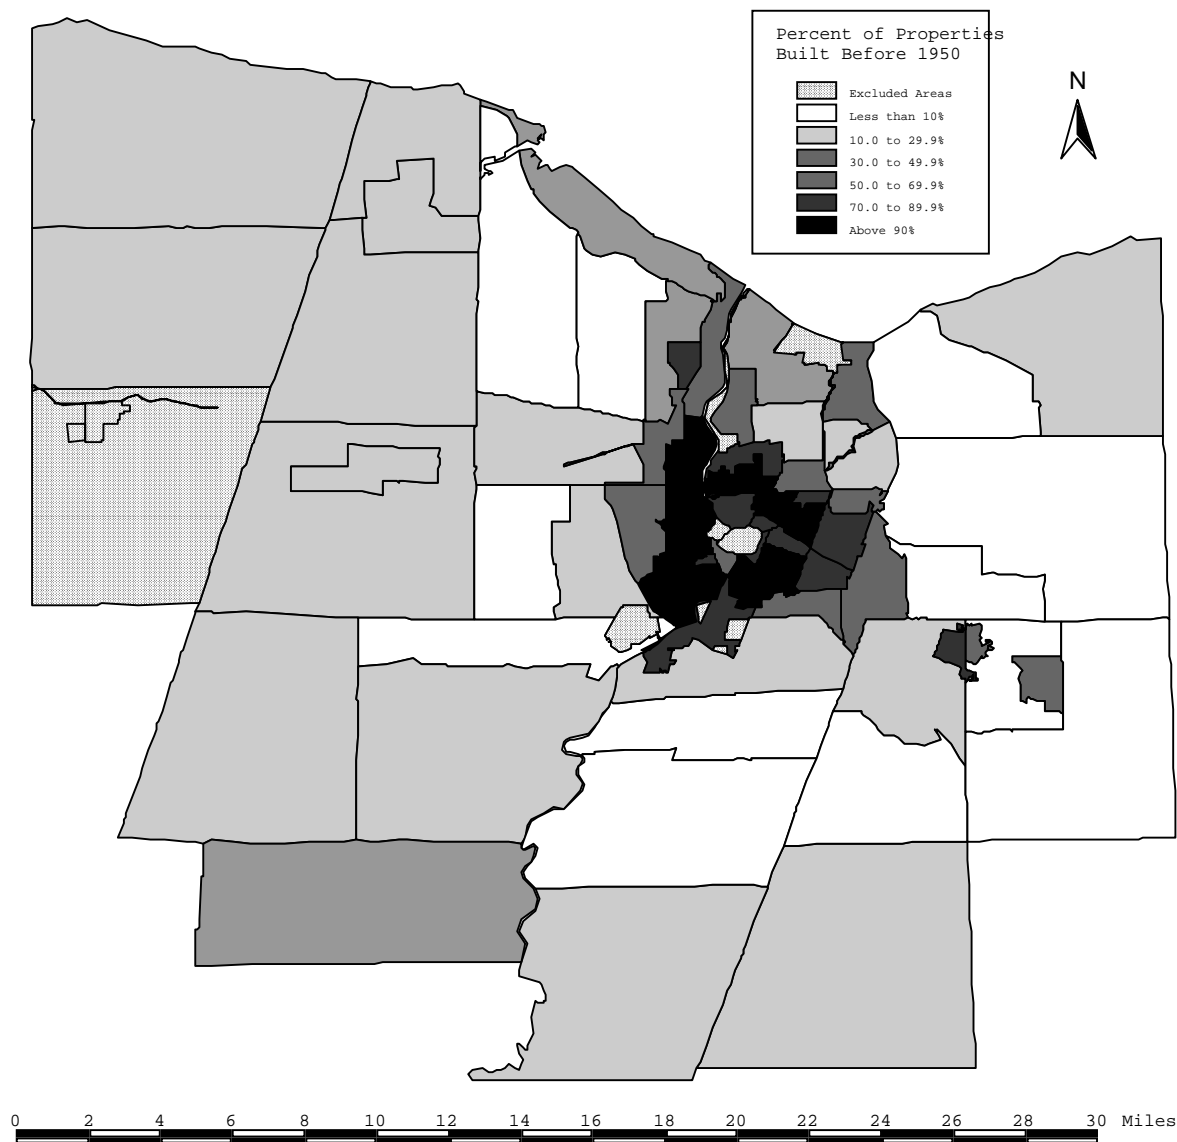 Percent of Properties
Built Before 1950
Excluded Areas
Less than 10%
10.0 to 29.9%
30.0 to 49.9%
50.0 to 69.9%
70.0 to 89.9%
Above 90%
N
0 2 4 6 8 10 12 14 16 18 20 22 24 26 28 30 Miles